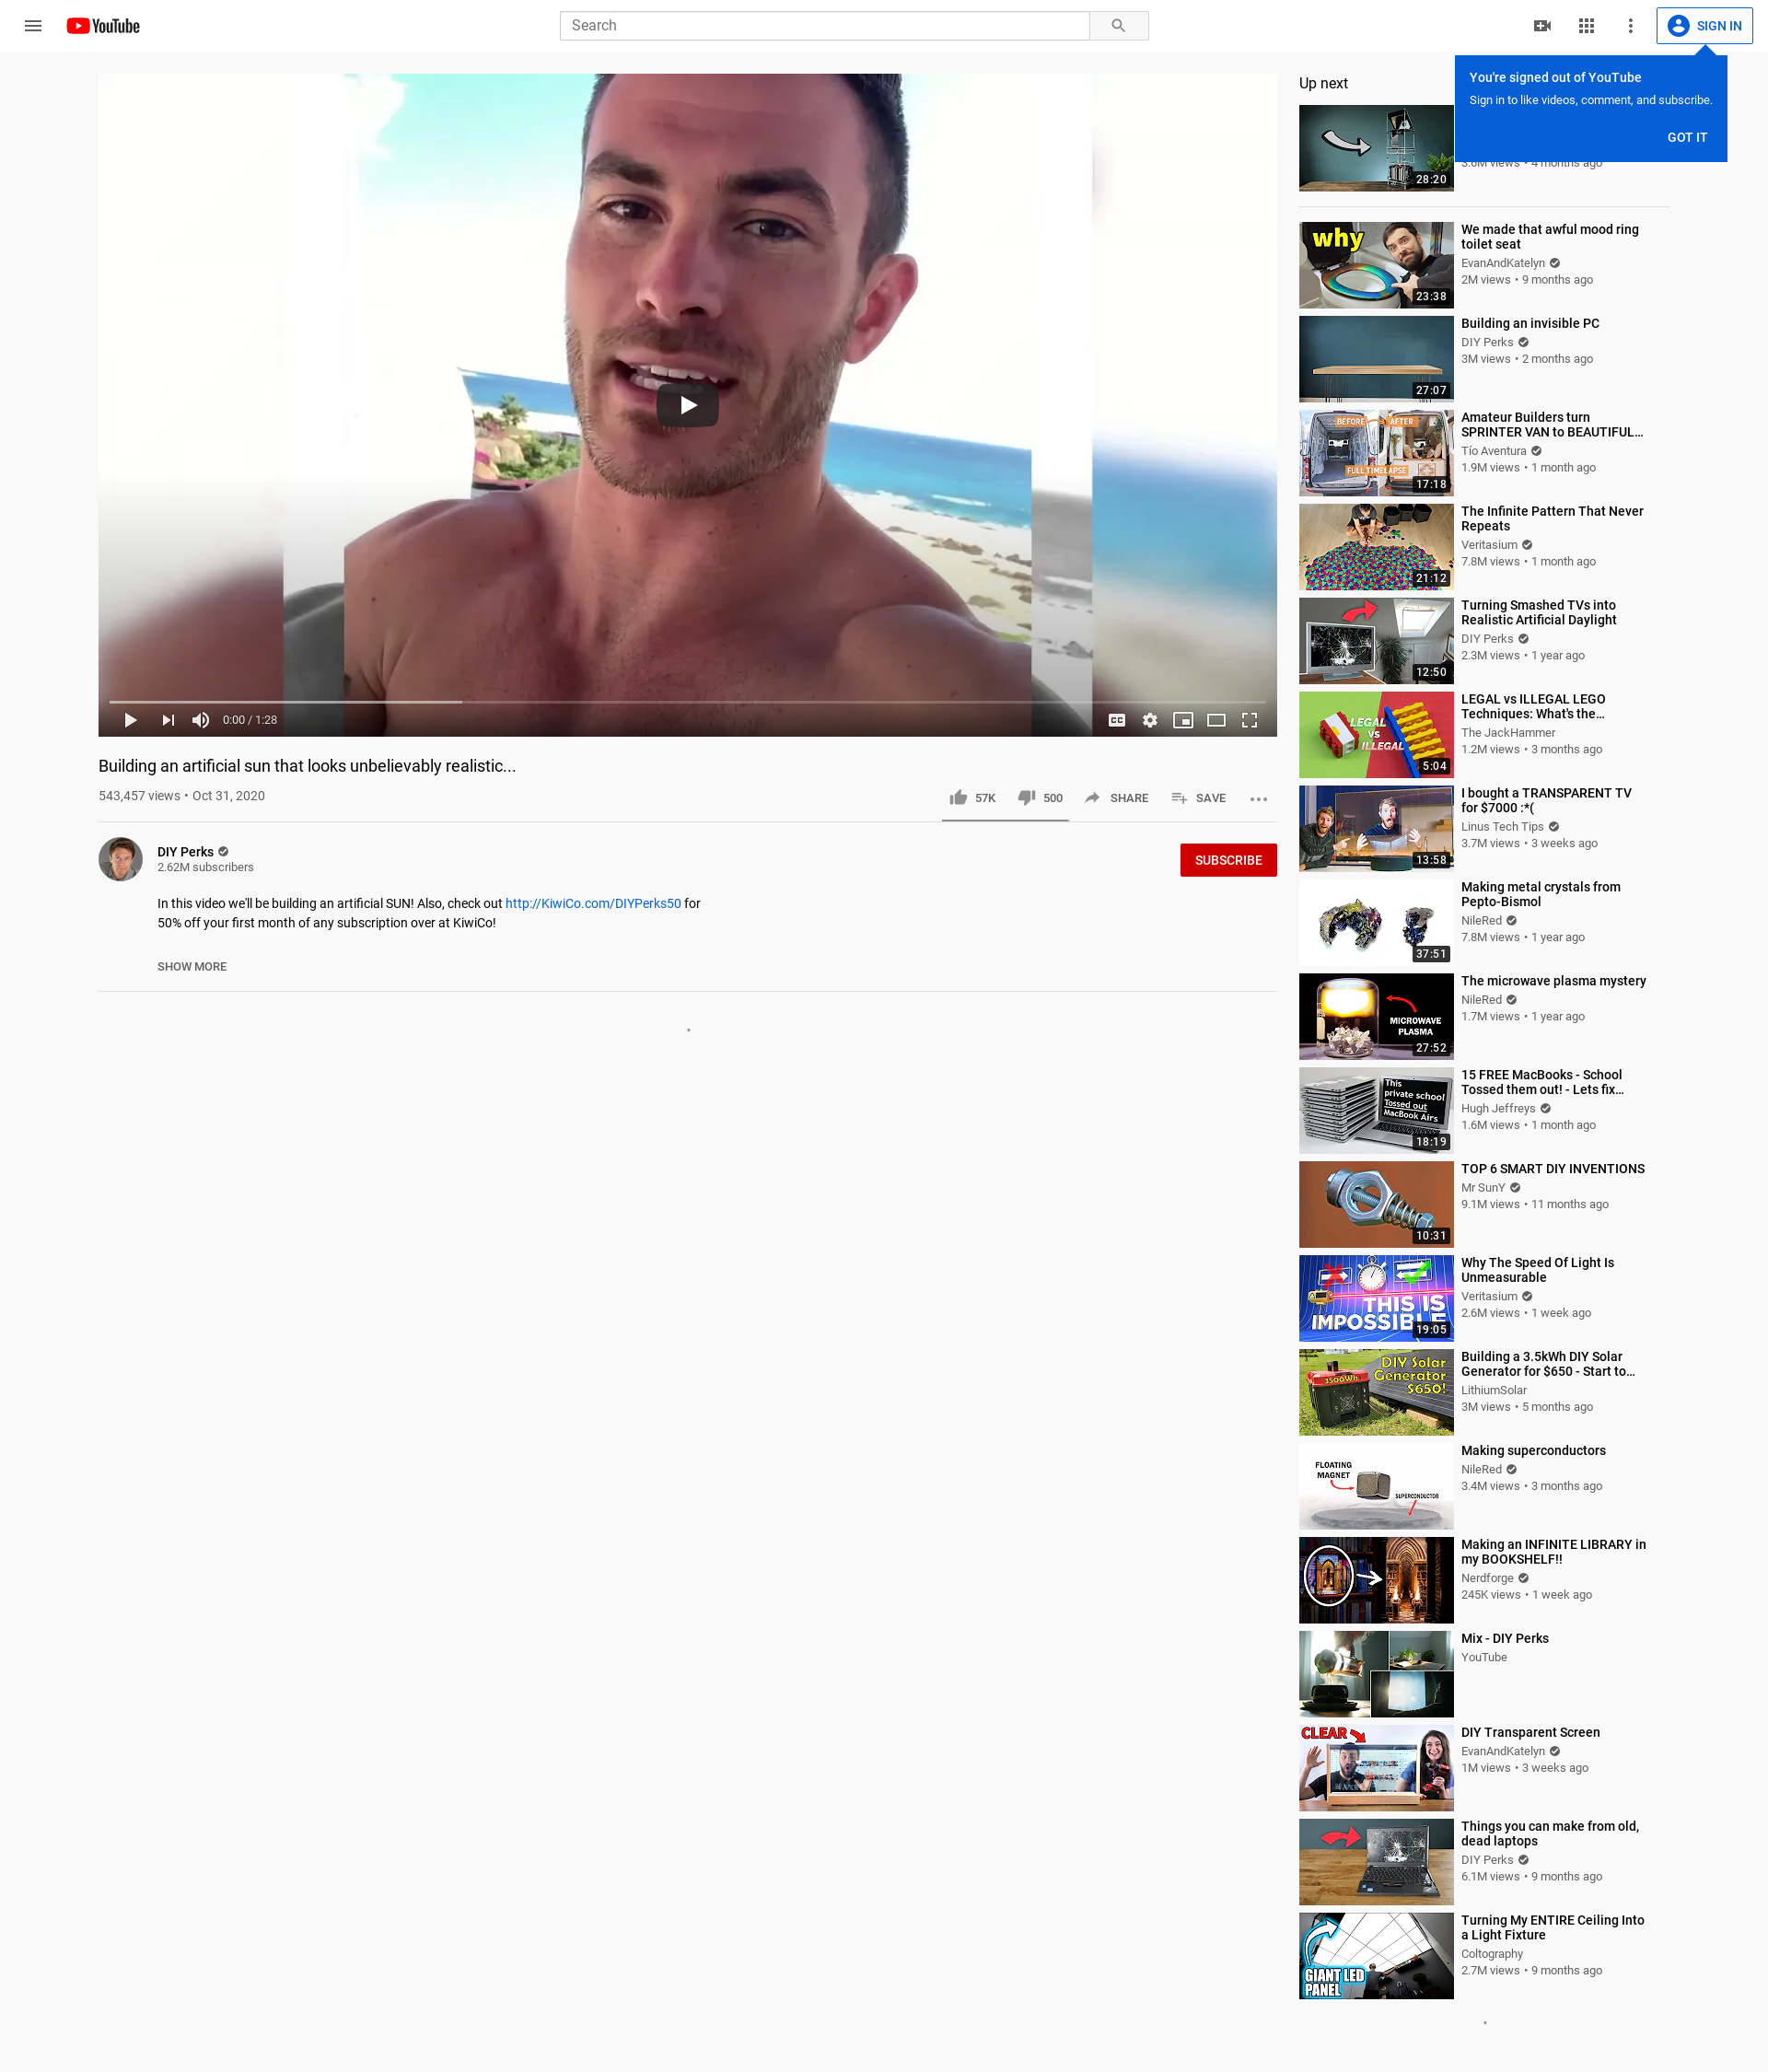 YouTube
Search
SIGN IN
You're signed out of YouTube
Sign in to like videos, comment, and subscribe.
GOT IT
0:00 / 1:28
CC
Building an artificial sun that looks unbelievably realistic...
543,457 views • Oct 31, 2020
57K
500
SHARE
SAVE
DIY Perks
2.62M subscribers
SUBSCRIBE
In this video we'll be building an artificial SUN! Also, check out http://KiwiCo.com/DIYPerks50 for
50% off your first month of any subscription over at KiwiCo!
SHOW MORE
Up next
28:20
3.6M views • 4 months ago
why
23:38
We made that awful mood ring
toilet seat
EvanAndKatelyn
2M views • 9 months ago
27:07
Building an invisible PC
DIY Perks
3M views • 2 months ago
BEFORE
AFTER
FULL TIMELAPSE
17:18
Amateur Builders turn
SPRINTER VAN to BEAUTIFUL...
Tío Aventura
1.9M views • 1 month ago
21:12
The Infinite Pattern That Never
Repeats
Veritasium
7.8M views • 1 month ago
12:50
Turning Smashed TVs into
Realistic Artificial Daylight
DIY Perks
2.3M views • 1 year ago
LEGAL
VS
ILLEGAL
5:04
LEGAL vs ILLEGAL LEGO
Techniques: What's the...
The JackHammer
1.2M views • 3 months ago
13:58
I bought a TRANSPARENT TV
for $7000 :*(
Linus Tech Tips
3.7M views • 3 weeks ago
37:51
Making metal crystals from
Pepto-Bismol
NileRed
7.8M views • 1 year ago
MICROWAVE
PLASMA
27:52
The microwave plasma mystery
NileRed
1.7M views • 1 year ago
This
private school
Tossed out
MacBook Airs
18:19
15 FREE MacBooks - School
Tossed them out! - Lets fix...
Hugh Jeffreys
1.6M views • 1 month ago
10:31
TOP 6 SMART DIY INVENTIONS
Mr SunY
9.1M views • 11 months ago
THIS IS
IMPOSSIBLE
19:05
Why The Speed Of Light Is
Unmeasurable
Veritasium
2.6M views • 1 week ago
DIY Solar
Generator
$650!
3500Wh
Building a 3.5kWh DIY Solar
Generator for $650 - Start to...
LithiumSolar
3M views • 5 months ago
FLOATING
MAGNET
SUPERCONDUCTOR
Making superconductors
NileRed
3.4M views • 3 months ago
Making an INFINITE LIBRARY in
my BOOKSHELF!!
Nerdforge
245K views • 1 week ago
Mix - DIY Perks
YouTube
CLEAR
DIY Transparent Screen
EvanAndKatelyn
1M views • 3 weeks ago
Things you can make from old,
dead laptops
DIY Perks
6.1M views • 9 months ago
GIANT LED
PANEL
Turning My ENTIRE Ceiling Into
a Light Fixture
Coltography
2.7M views • 9 months ago